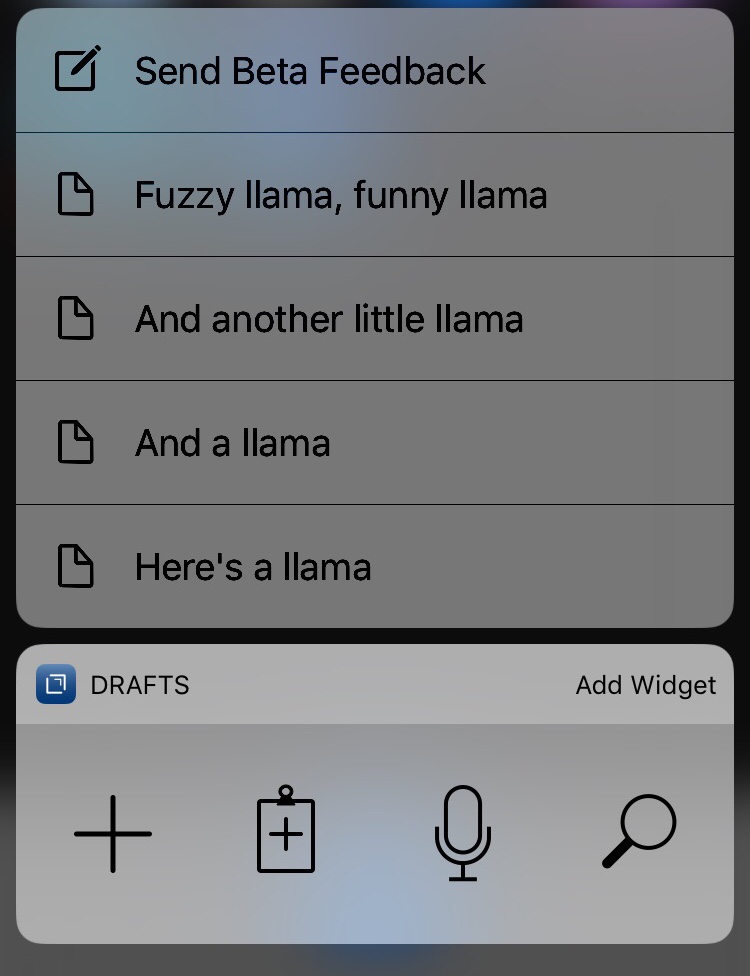 Send Beta Feedback
Fuzzy llama, funny llama
And another little llama
And a llama
Here's a llama
DRAFTS Add Widget